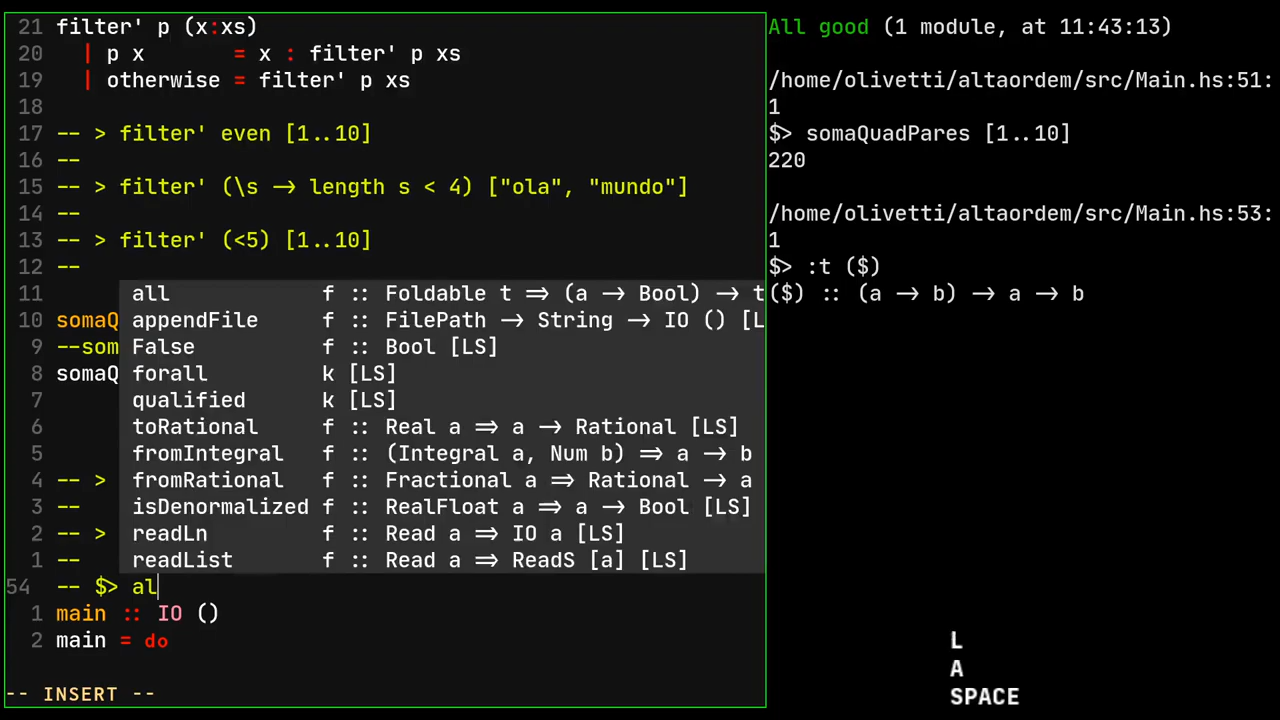 21 filter' p (x:xs)
20 | p x = x : filter' p xs
19 | otherwise = filter' p xs
18
17 -- > filter' even [1..10]
16 --
15 -- > filter' (\s -> length s < 4) ["ola", "mundo"]
14 --
13 -- > filter' (<5) [1..10]
12 --
11
10 somaQ
9 --som
8 somaQ
7
6
5
4 -- >
3 --
2 -- >
1 --
54 -- $> al
1 main :: IO ()
2 main = do
-- INSERT --
all f :: Foldable t => (a -> Bool) -> t
appendFile f :: FilePath -> String -> IO () [L
False f :: Bool [LS]
forall k [LS]
qualified k [LS]
toRational f :: Real a => a -> Rational [LS]
fromIntegral f :: (Integral a, Num b) => a -> b
fromRational f :: Fractional a => Rational -> a
isDenormalized f :: RealFloat a => a -> Bool [LS]
readLn f :: Read a => IO a [LS]
readList f :: Read a => ReadS [a] [LS]
All good (1 module, at 11:43:13)
/home/olivetti/altaordem/src/Main.hs:51:
1
$> somaQuadPares [1..10]
220
/home/olivetti/altaordem/src/Main.hs:53:
1
$> :t ($)
($) :: (a -> b) -> a -> b
L
A
SPACE